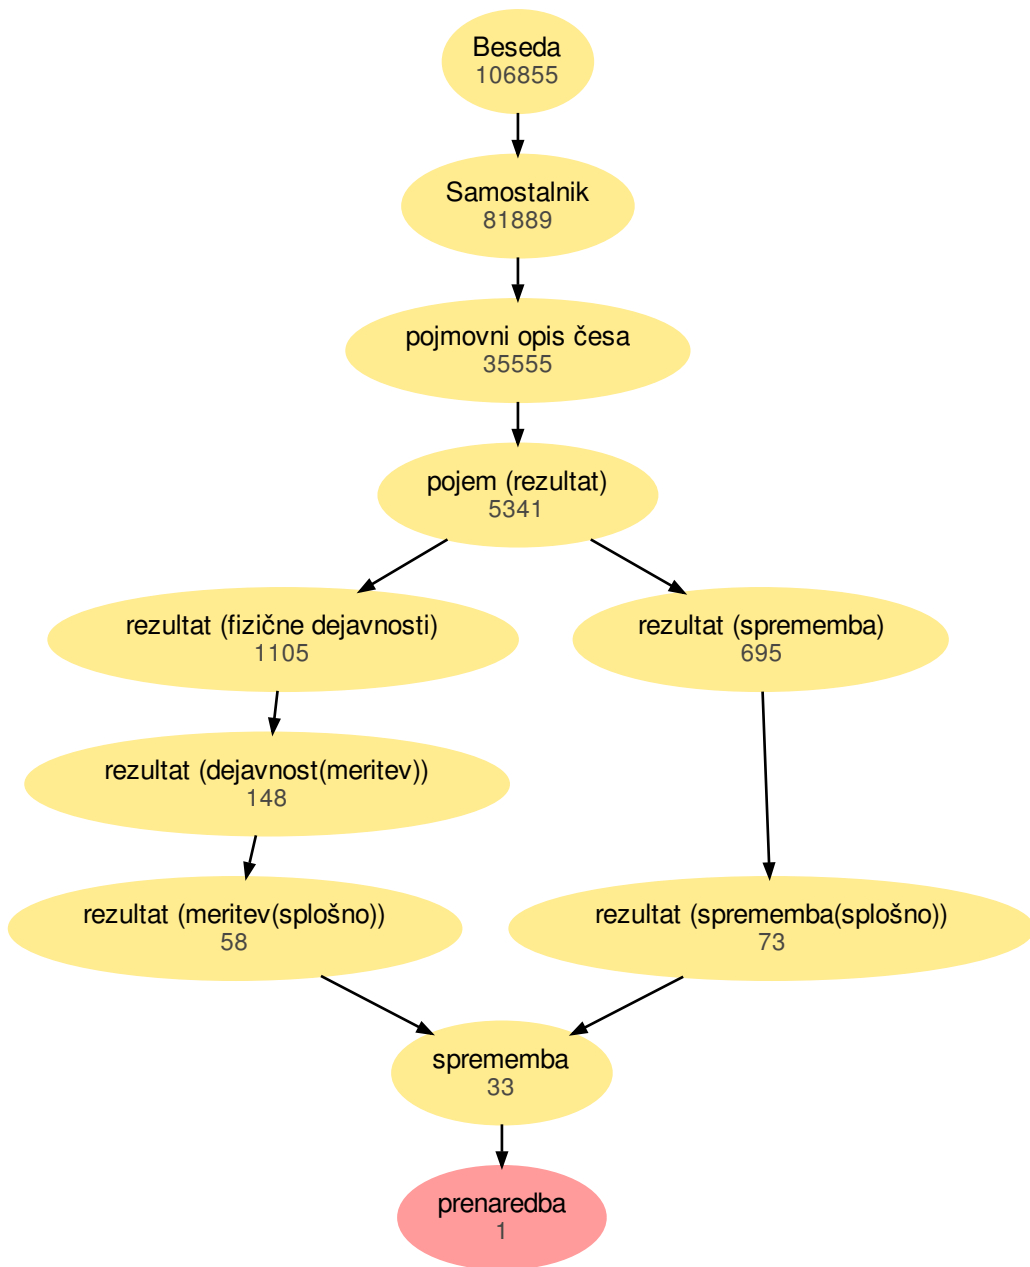 Beseda
106855
Samostalnik
81889
pojmovni opis česa
35555
pojem (rezultat)
5341
rezultat (fizične dejavnosti)
1105
rezultat (sprememba)
695
rezultat (dejavnost(meritev))
148
rezultat (meritev(splošno))
58
rezultat (sprememba(splošno))
73
sprememba
33
prenaredba
1